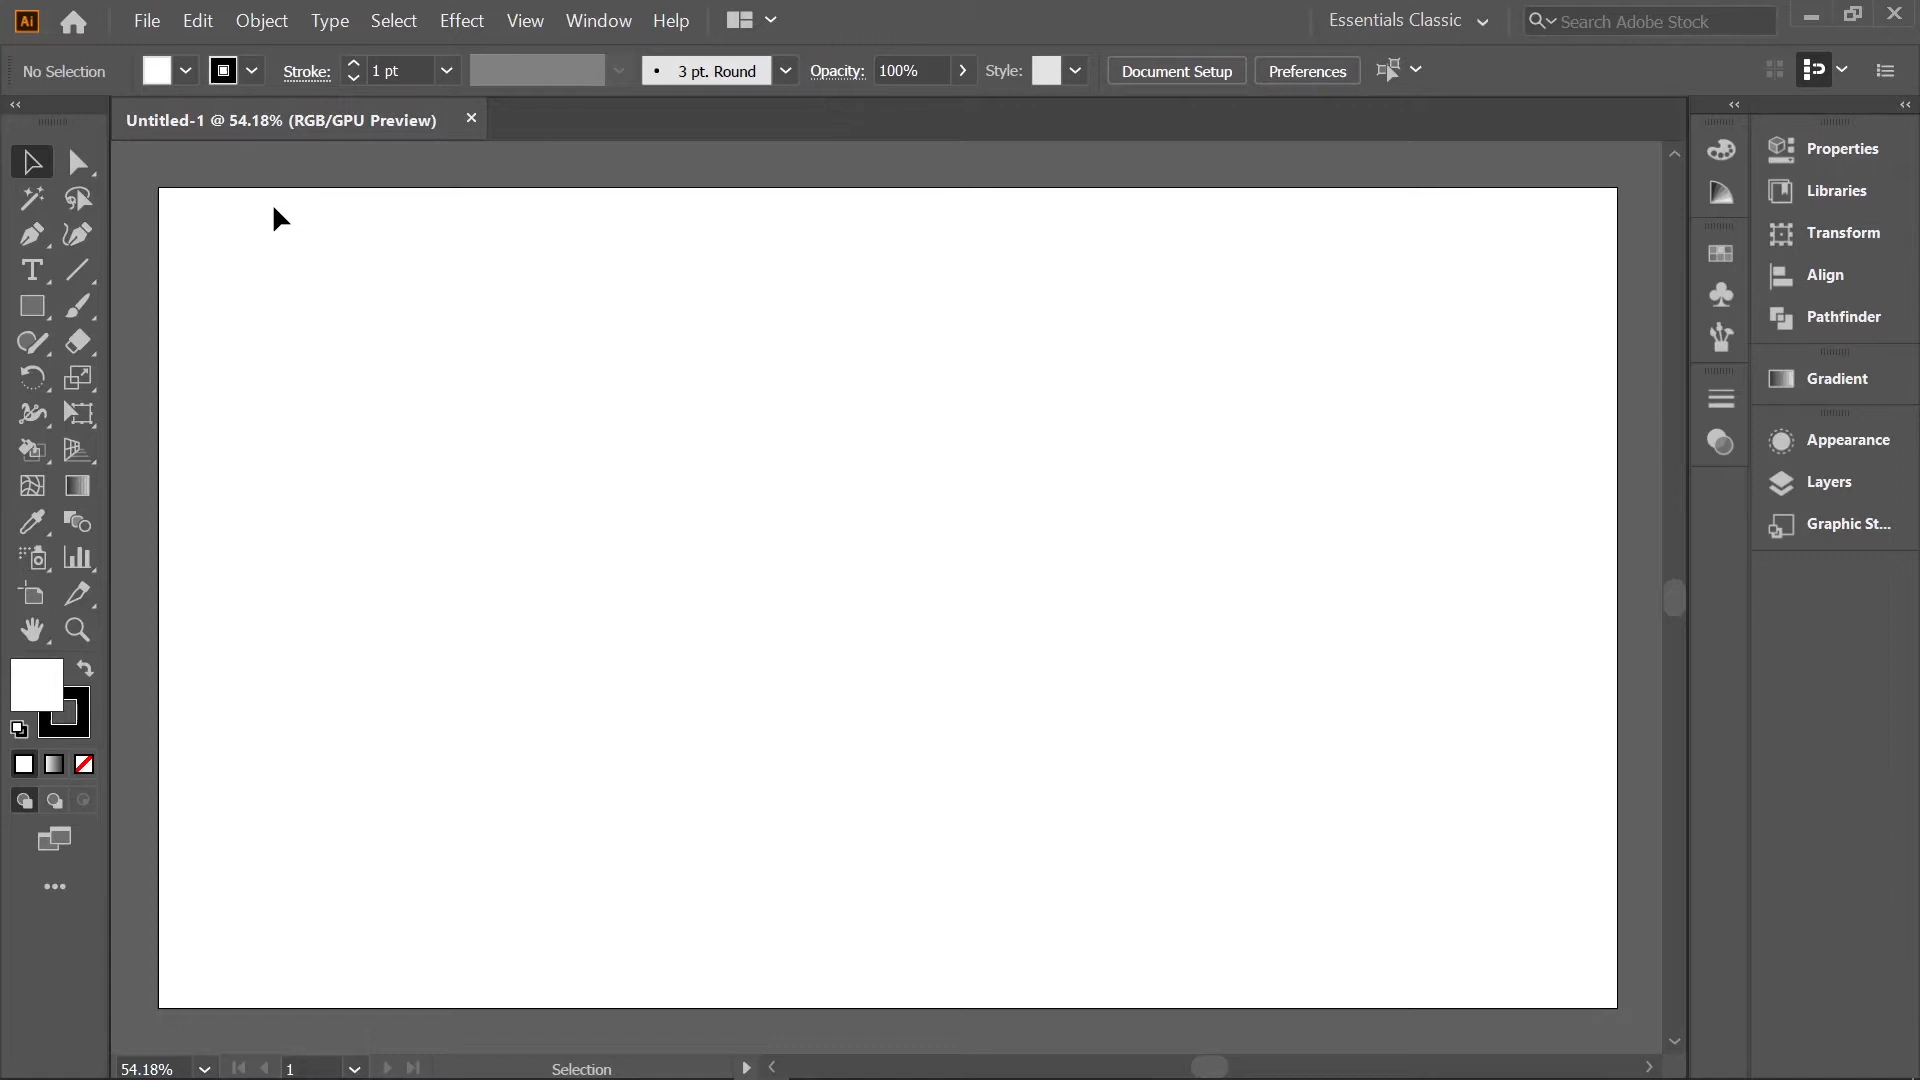 Ai File Edit Object Type Select Effect View Window Help Essentials Classic Search Adobe Stock
No Selection Stroke: 1 pt 3 pt. Round Opacity: 100% Style: Document Setup Preferences
Untitled-1 @ 54.18% (RGB/GPU Preview)
Properties
Libraries
Transform
Align
Pathfinder
Gradient
Appearance
Layers
Graphic St...
54.18% 1 Selection